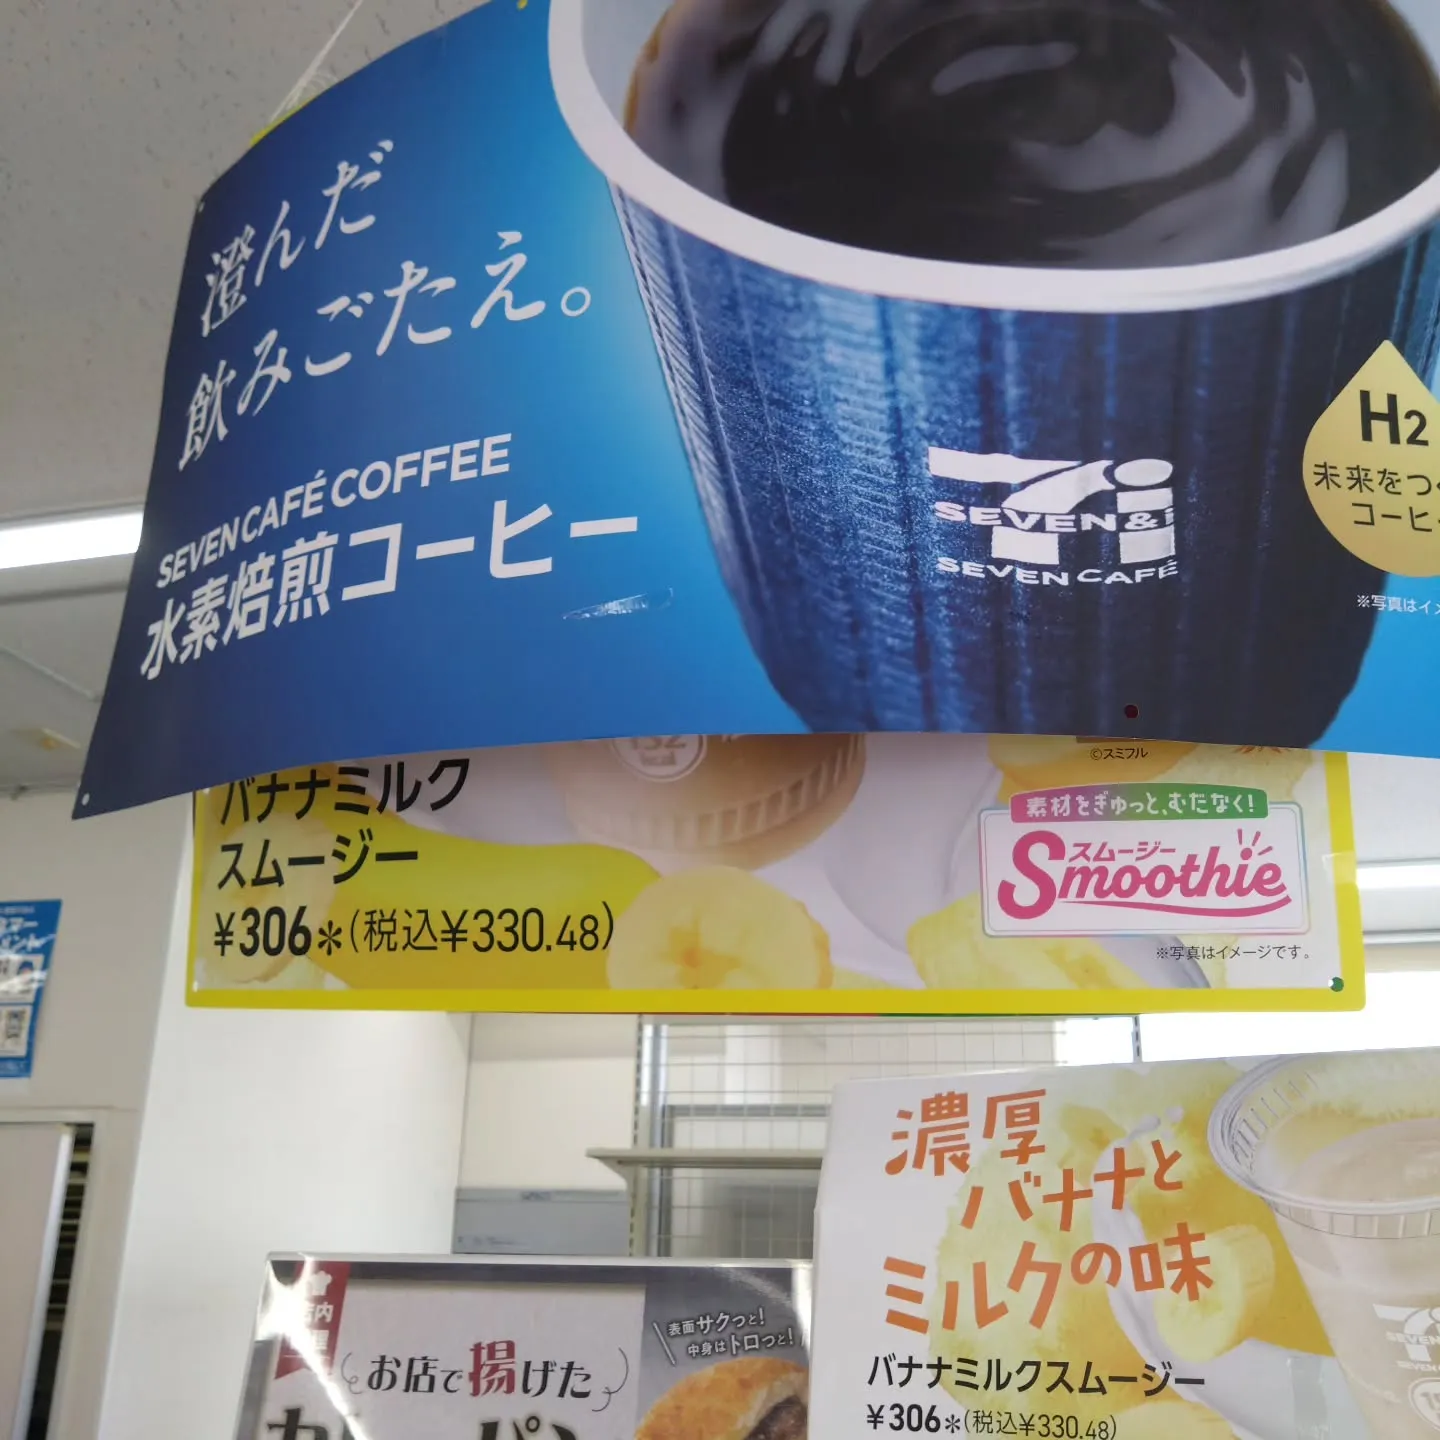 澄んだ
飲みごたえ。
SEVEN CAFÉ COFFEE
水素焙煎コーヒー
SEVEN&i
SEVEN CAFÉ
H2
未来をつ
コーヒ
※写真はイメ
©スミフル
バナナミルク
スムージー
¥306*(税込¥330.48)
素材をぎゅっと、むだなく!
スムージー
Smoothie
※写真はイメージです。
濃厚
バナナと
ミルクの味
バナナミルクスムージー
¥306*(税込¥330.48)
お店で揚げた
表面サクっと!
中身はトロっと!